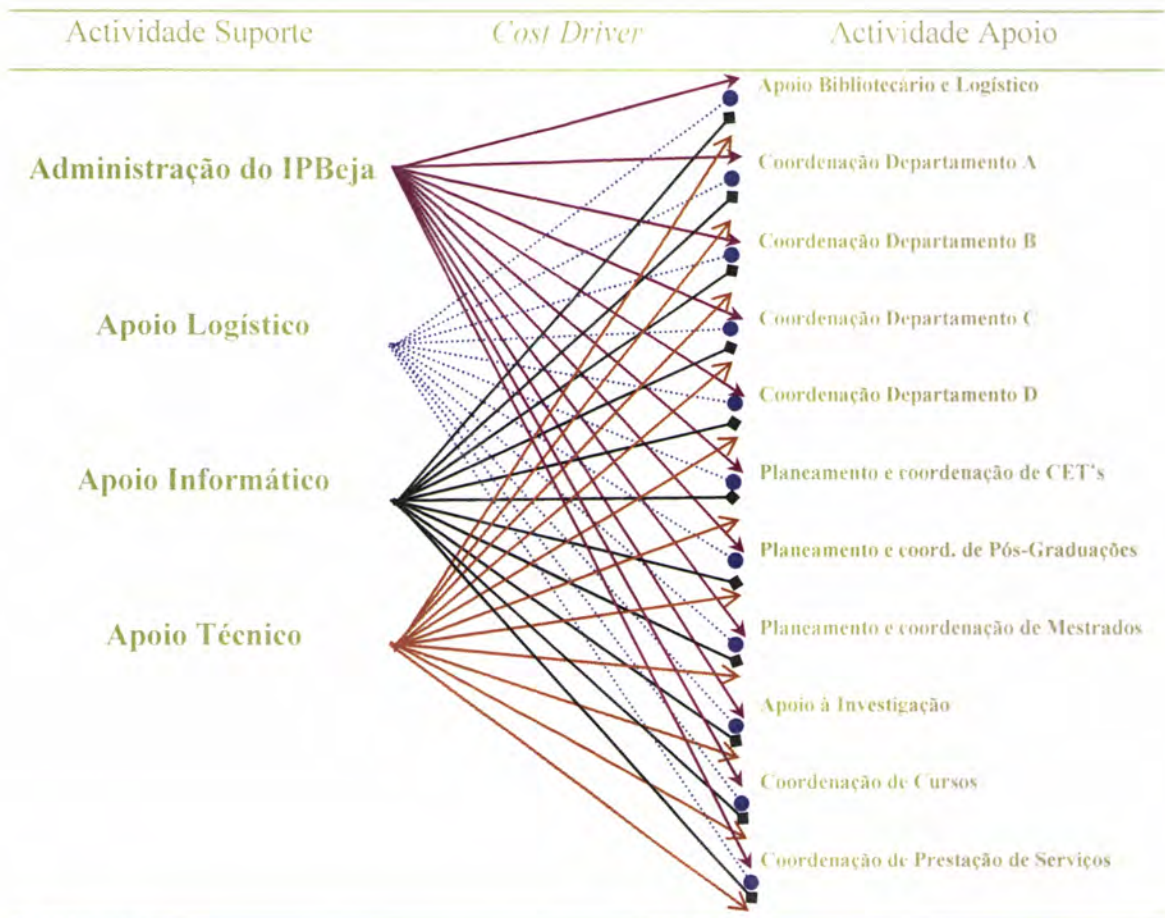 Actividade Suporte Cost Driver Actividade Apoio
Apoio Bibliotecário e Logístico
Administração do IPBeja
Coordenação Departamento A
Coordenação Departamento B
Apoio Logístico
Coordenação Departamento C
Coordenação Departamento D
Apoio Informático
Planeamento e coordenação de CET's
Planeamento e coord. de Pós-Graduações
Apoio Técnico
Planeamento e coordenação de Mestrados
Apoio à Investigação
Coordenação de Cursos
Coordenação de Prestação de Serviços